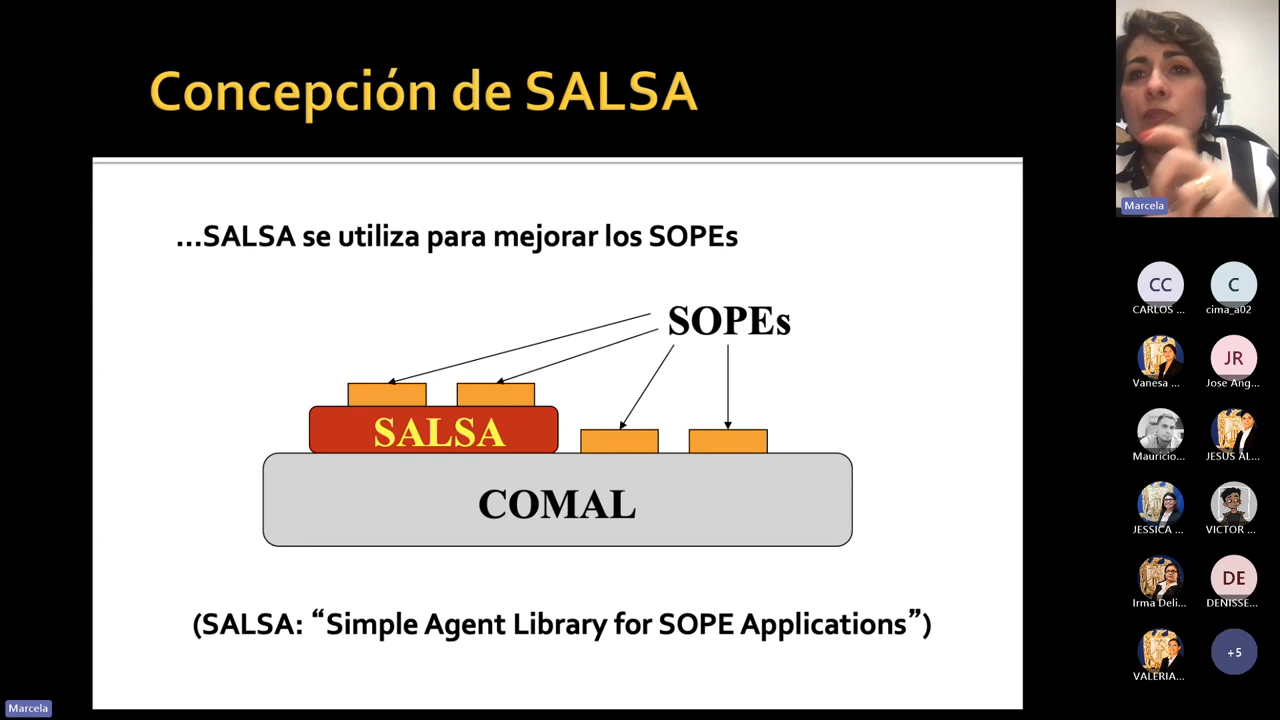 Concepción de SALSA
...SALSA se utiliza para mejorar los SOPEs
SOPEs
SALSA
COMAL
(SALSA: “Simple Agent Library for SOPE Applications”)
Marcela
Marcela
CC
CARLOS ...
C
cima_a02
Vanesa ...
JR
Jose Ang...
Mauricio...
JESUS AL...
JESSICA ...
VICTOR ...
Irma Deli...
DE
DENISSE...
VALERIA...
+5